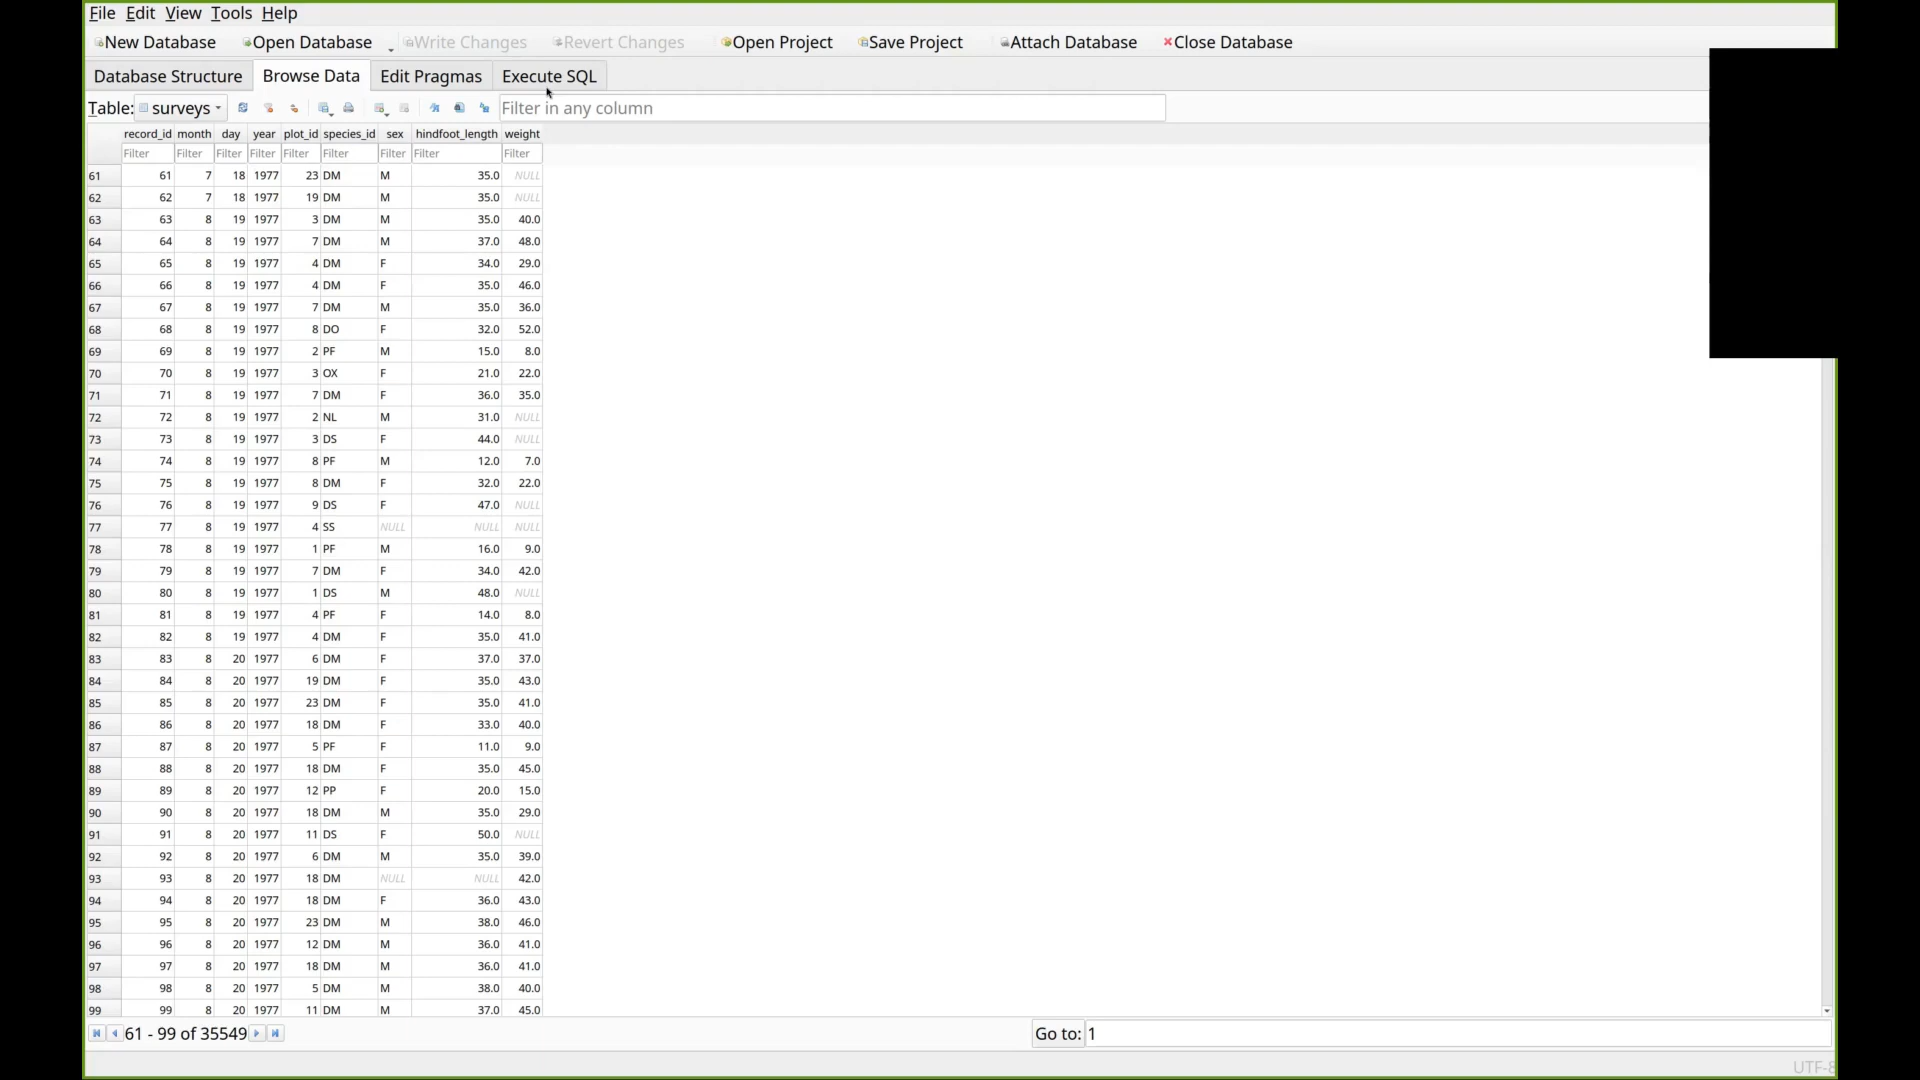 File Edit View Tools Help
New Database Open Database Write Changes Revert Changes Open Project Save Project Attach Database Close Database
Database Structure Browse Data Edit Pragmas Execute SQL
Table: surveys Filter in any column
record_id month day year plot_id species_id sex hindfoot_length weight
Filter Filter Filter Filter Filter Filter Filter Filter Filter
61 61 7 18 1977 23 DM M 35.0 NULL
62 62 7 18 1977 19 DM M 35.0 NULL
63 63 8 19 1977 3 DM M 35.0 40.0
64 64 8 19 1977 7 DM M 37.0 48.0
65 65 8 19 1977 4 DM F 34.0 29.0
66 66 8 19 1977 4 DM F 35.0 46.0
67 67 8 19 1977 7 DM M 35.0 36.0
68 68 8 19 1977 8 DO F 32.0 52.0
69 69 8 19 1977 2 PF M 15.0 8.0
70 70 8 19 1977 3 OX F 21.0 22.0
71 71 8 19 1977 7 DM F 36.0 35.0
72 72 8 19 1977 2 NL M 31.0 NULL
73 73 8 19 1977 3 DS F 44.0 NULL
74 74 8 19 1977 8 PF M 12.0 7.0
75 75 8 19 1977 8 DM F 32.0 22.0
76 76 8 19 1977 9 DS F 47.0 NULL
77 77 8 19 1977 4 SS NULL NULL NULL
78 78 8 19 1977 1 PF M 16.0 9.0
79 79 8 19 1977 7 DM F 34.0 42.0
80 80 8 19 1977 1 DS M 48.0 NULL
81 81 8 19 1977 4 PF F 14.0 8.0
82 82 8 19 1977 4 DM F 35.0 41.0
83 83 8 20 1977 6 DM F 37.0 37.0
84 84 8 20 1977 19 DM F 35.0 43.0
85 85 8 20 1977 23 DM F 35.0 41.0
86 86 8 20 1977 18 DM F 33.0 40.0
87 87 8 20 1977 5 PF F 11.0 9.0
88 88 8 20 1977 18 DM F 35.0 45.0
89 89 8 20 1977 12 PP F 20.0 15.0
90 90 8 20 1977 18 DM M 35.0 29.0
91 91 8 20 1977 11 DS F 50.0 NULL
92 92 8 20 1977 6 DM M 35.0 39.0
93 93 8 20 1977 18 DM NULL NULL 42.0
94 94 8 20 1977 18 DM F 36.0 43.0
95 95 8 20 1977 23 DM M 38.0 46.0
96 96 8 20 1977 12 DM M 36.0 41.0
97 97 8 20 1977 18 DM M 36.0 41.0
98 98 8 20 1977 5 DM M 38.0 40.0
99 99 8 20 1977 11 DM M 37.0 45.0
61 - 99 of 35549 Go to: 1
UTF-8